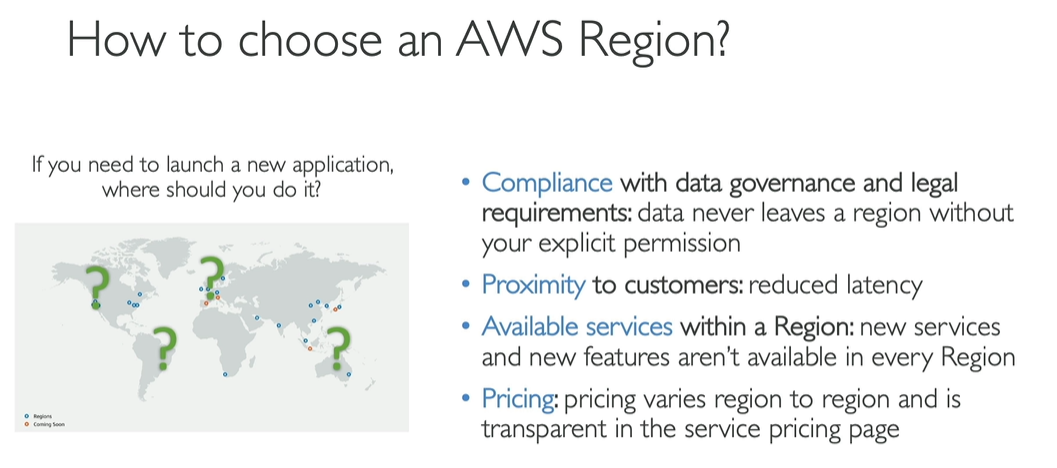 How to choose an AWS Region?
If you need to launch a new application,
where should you do it?
• Compliance with data governance and legal
requirements: data never leaves a region without
your explicit permission
• Proximity to customers: reduced latency
• Available services within a Region: new services
and new features aren't available in every Region
• Pricing: pricing varies region to region and is
transparent in the service pricing page
?
?
?
?
Regions
Coming Soon